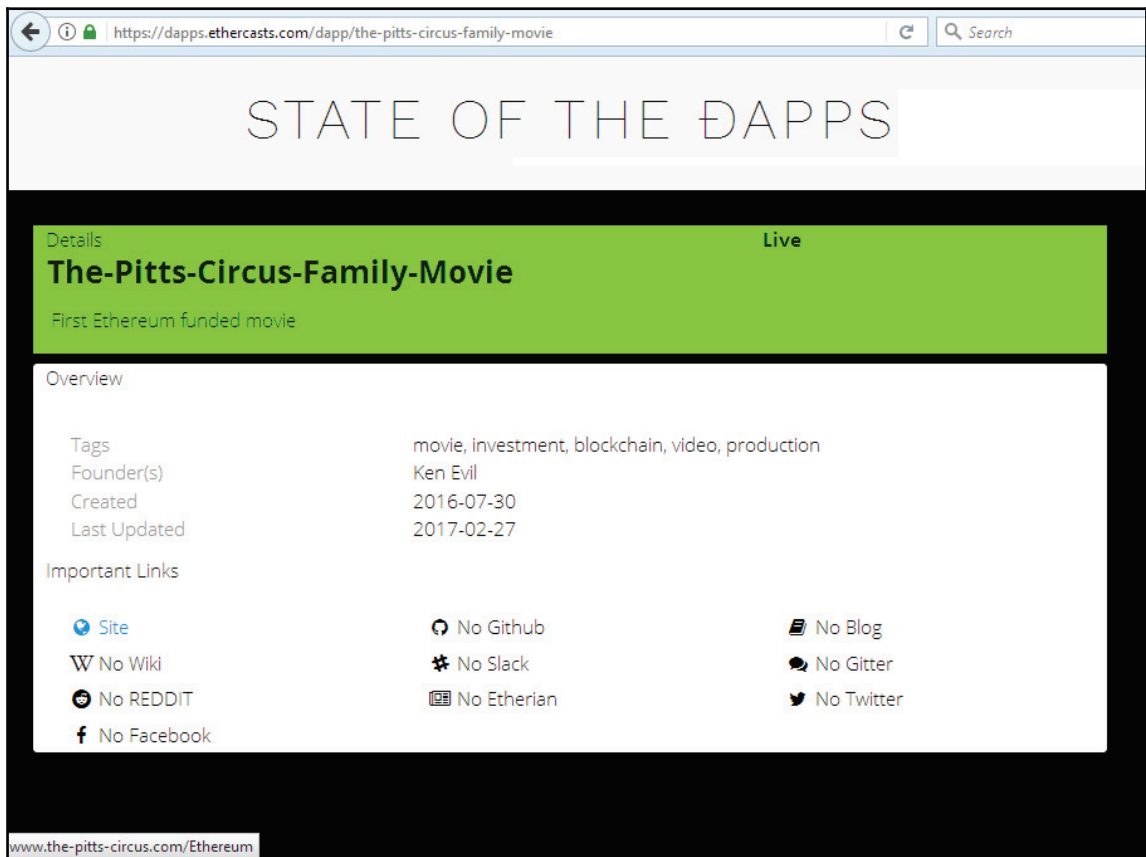 https://dapps.ethercasts.com/dapp/the-pitts-circus-family-movie
Search
STATE OF THE ĐAPPS
Details Live
The-Pitts-Circus-Family-Movie
First Ethereum funded movie
Overview
Tags movie, investment, blockchain, video, production
Founder(s) Ken Evil
Created 2016-07-30
Last Updated 2017-02-27
Important Links
Site No Github No Blog
No Wiki No Slack No Gitter
No REDDIT No Etherian No Twitter
No Facebook
www.the-pitts-circus.com/Ethereum